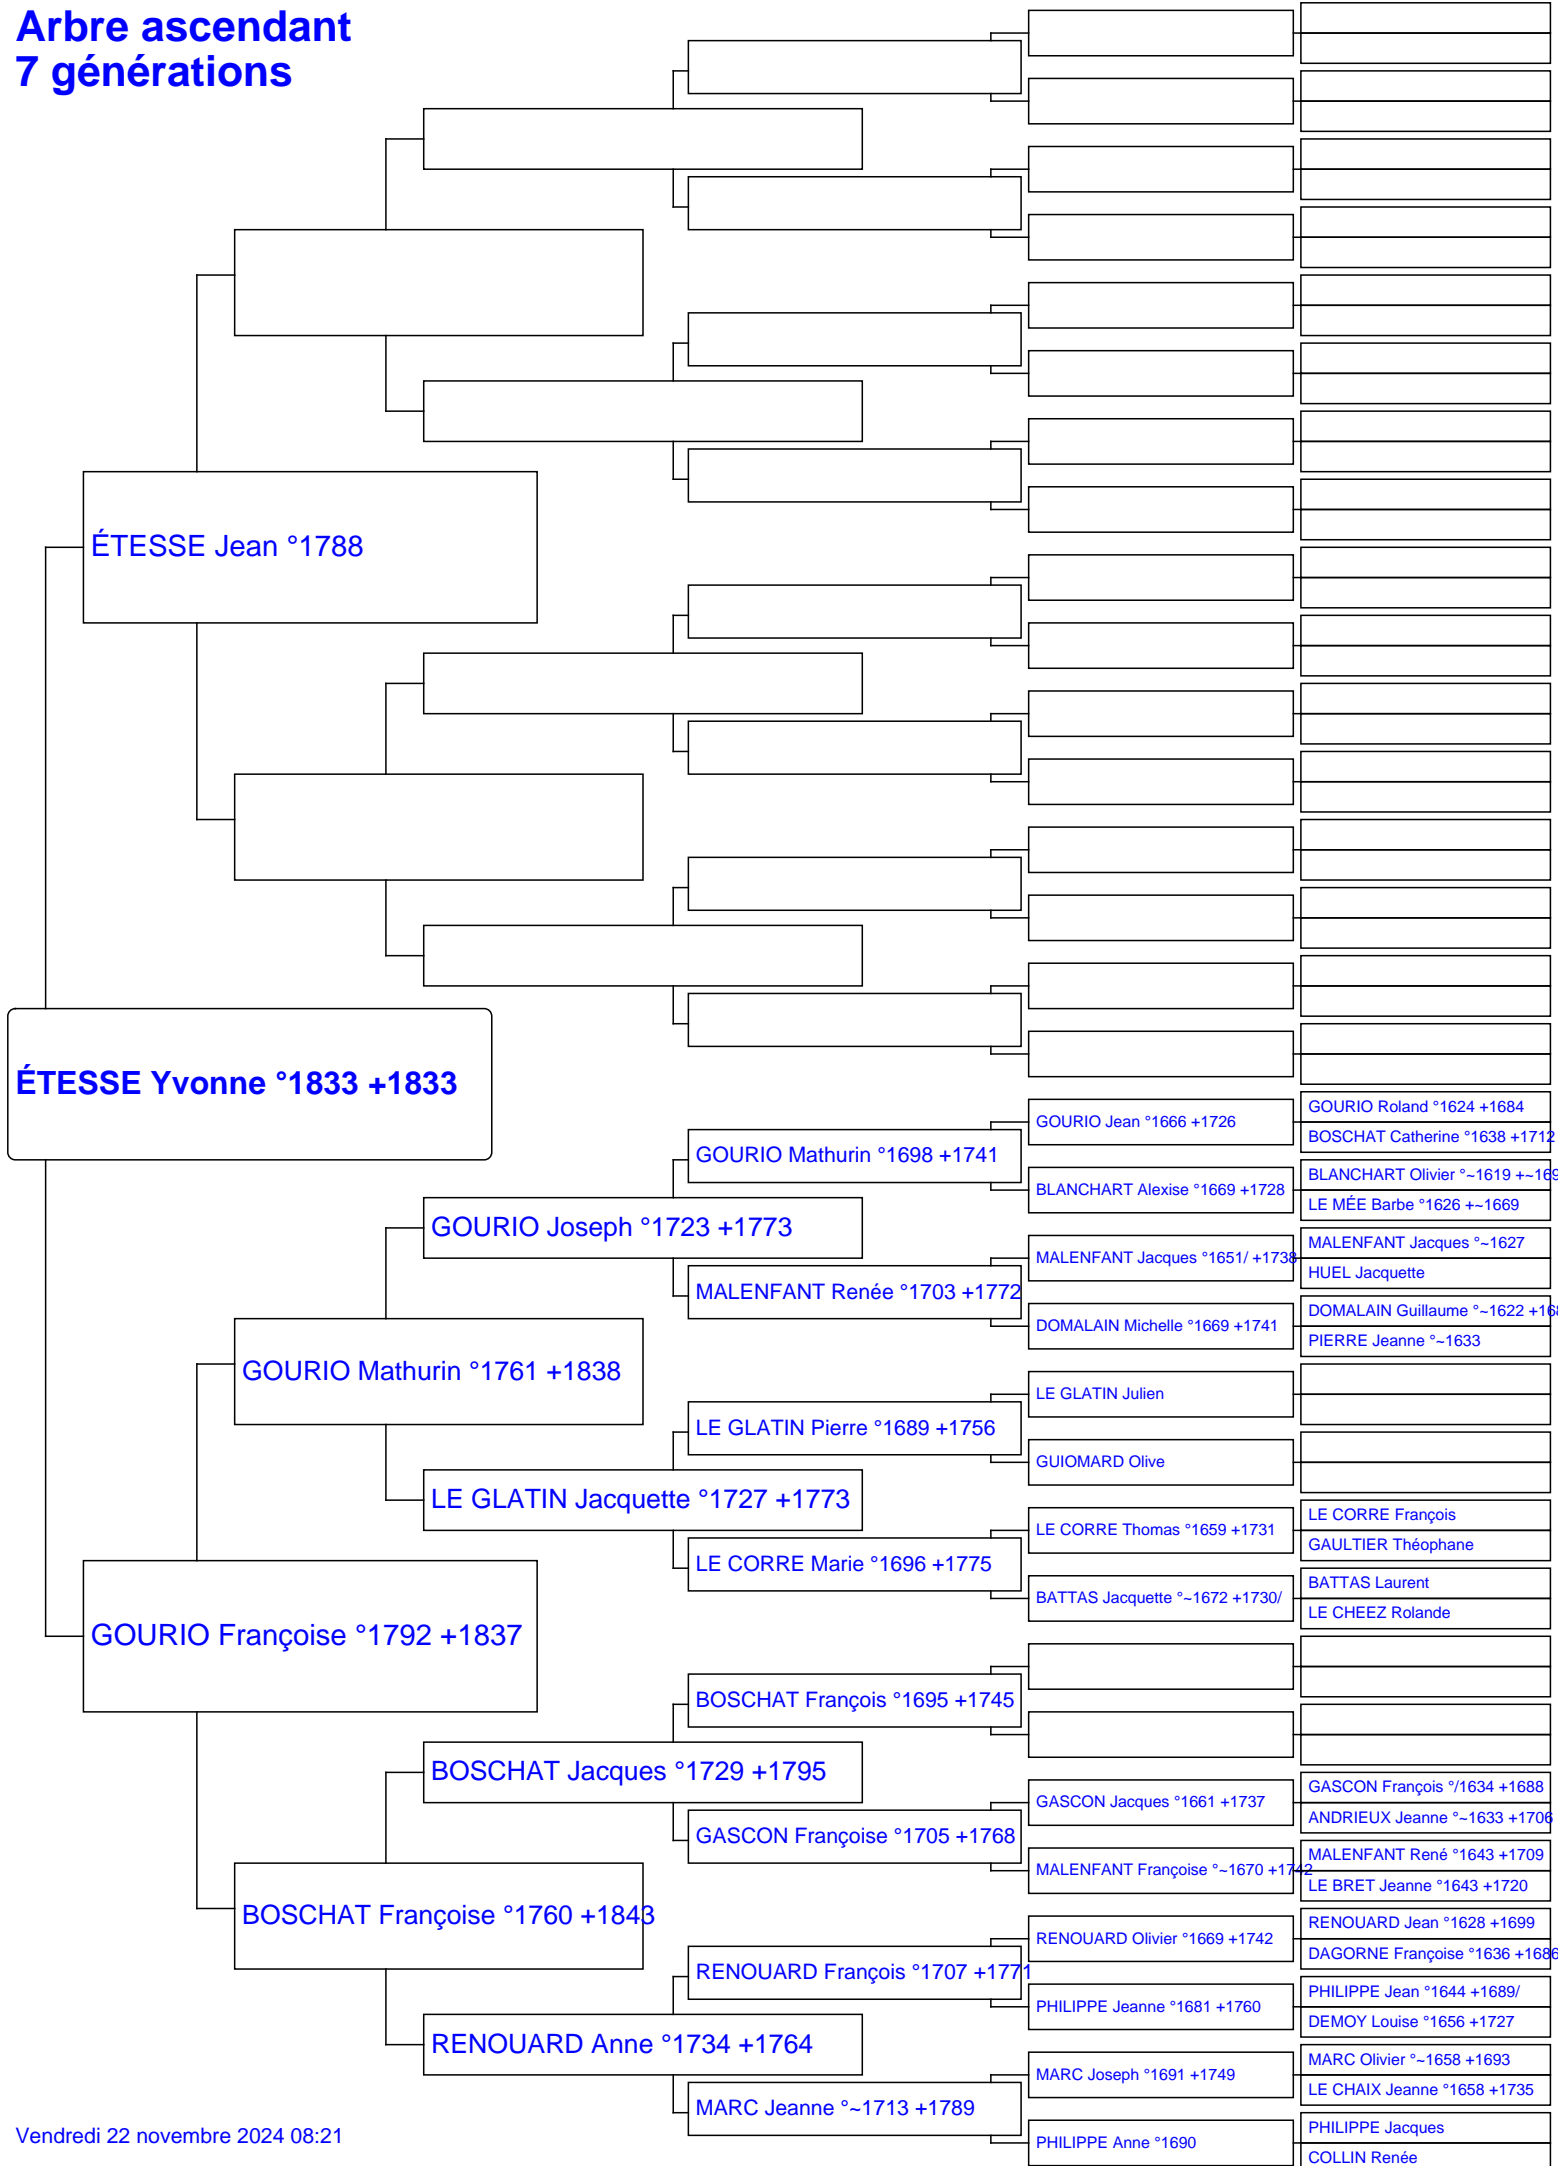 Arbre ascendant
7 générations
ÉTESSE Jean °1788
ÉTESSE Yvonne °1833 +1833
GOURIO Roland °1624 +1684
GOURIO Jean °1666 +1726
BOSCHAT Catherine °1638 +1712
GOURIO Mathurin °1698 +1741
BLANCHART Olivier °~1619 +~169
BLANCHART Alexise °1669 +1728
LE MÉE Barbe °1626 +~1669
GOURIO Joseph °1723 +1773
MALENFANT Jacques °~1627
MALENFANT Jacques °1651/ +1738
HUEL Jacquette
MALENFANT Renée °1703 +1772
DOMALAIN Guillaume °~1622 +168
DOMALAIN Michelle °1669 +1741
PIERRE Jeanne °~1633
GOURIO Mathurin °1761 +1838
LE GLATIN Julien
LE GLATIN Pierre °1689 +1756
GUIOMARD Olive
LE GLATIN Jacquette °1727 +1773
LE CORRE François
LE CORRE Thomas °1659 +1731
GAULTIER Théophane
LE CORRE Marie °1696 +1775
BATTAS Laurent
BATTAS Jacquette °~1672 +1730/
LE CHEEZ Rolande
GOURIO Françoise °1792 +1837
BOSCHAT François °1695 +1745
BOSCHAT Jacques °1729 +1795
GASCON François °/1634 +1688
GASCON Jacques °1661 +1737
ANDRIEUX Jeanne °~1633 +1706
GASCON Françoise °1705 +1768
MALENFANT René °1643 +1709
MALENFANT Françoise °~1670 +1742
LE BRET Jeanne °1643 +1720
BOSCHAT Françoise °1760 +1843
RENOUARD Jean °1628 +1699
RENOUARD Olivier °1669 +1742
DAGORNE Françoise °1636 +1686
RENOUARD François °1707 +1771
PHILIPPE Jean °1644 +1689/
PHILIPPE Jeanne °1681 +1760
DEMOY Louise °1656 +1727
RENOUARD Anne °1734 +1764
MARC Olivier °~1658 +1693
MARC Joseph °1691 +1749
LE CHAIX Jeanne °1658 +1735
MARC Jeanne °~1713 +1789
PHILIPPE Jacques
PHILIPPE Anne °1690
COLLIN Renée
Vendredi 22 novembre 2024 08:21